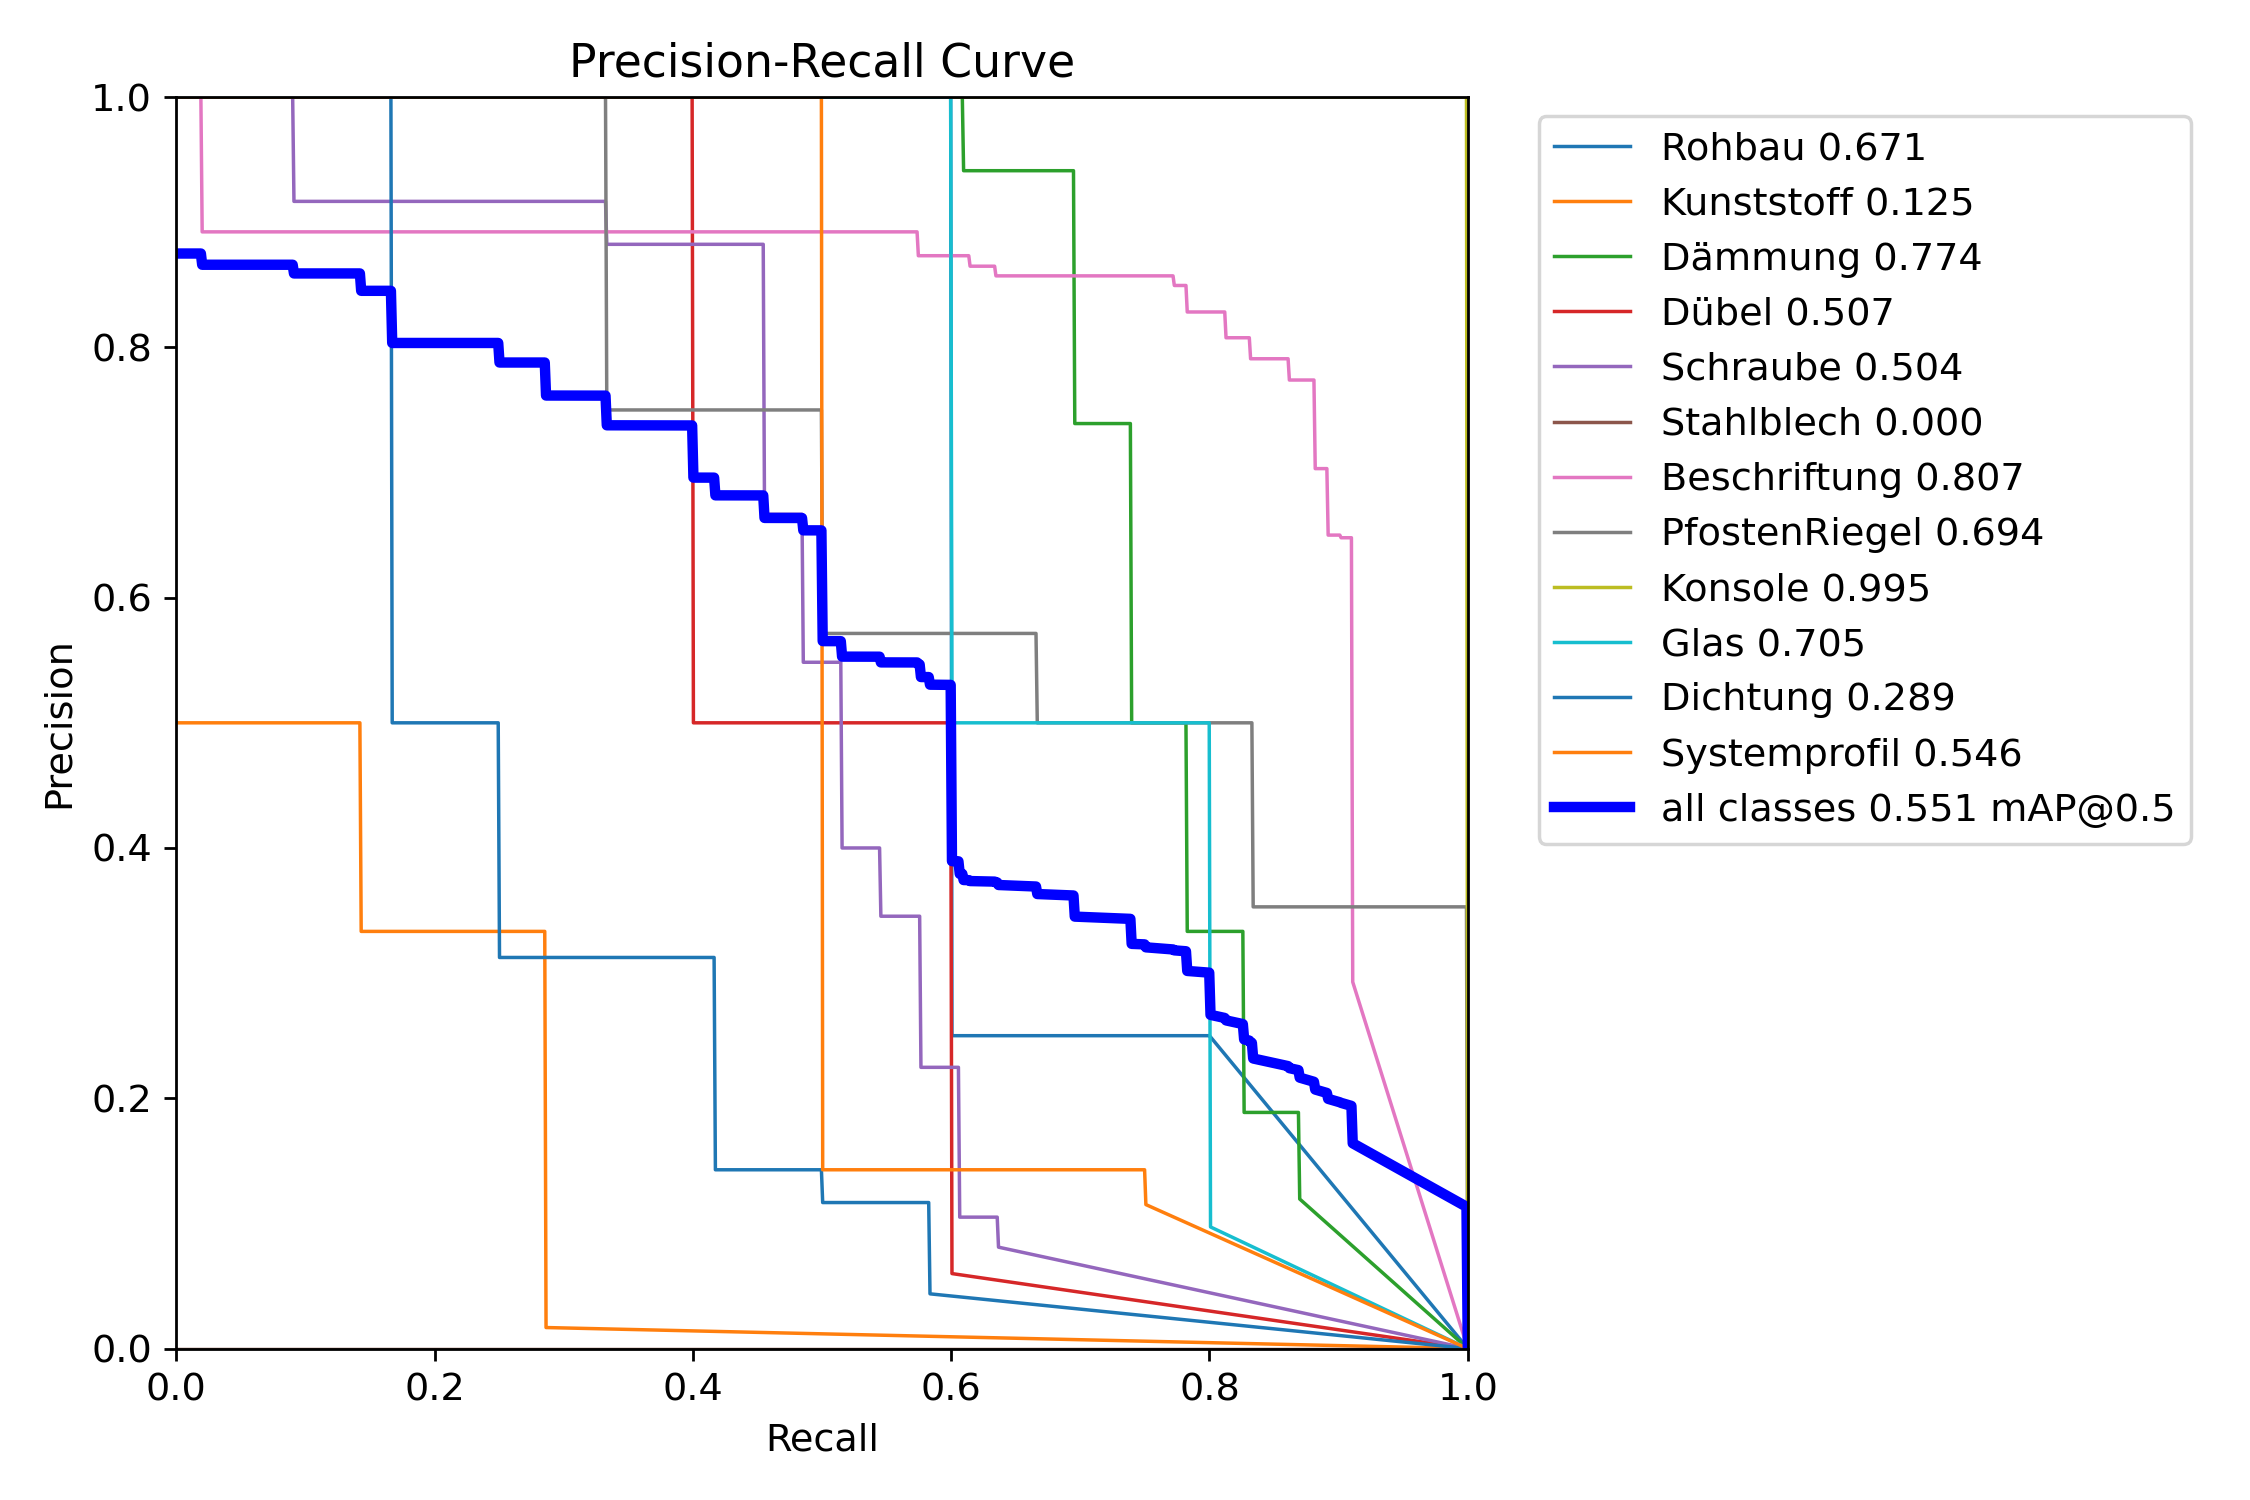 Precision-Recall Curve
1.0
0.8
0.6
0.4
0.2
0.0
Precision
0.0 0.2 0.4 0.6 0.8 1.0
Recall
Rohbau 0.671
Kunststoff 0.125
Dämmung 0.774
Dübel 0.507
Schraube 0.504
Stahlblech 0.000
Beschriftung 0.807
PfostenRiegel 0.694
Konsole 0.995
Glas 0.705
Dichtung 0.289
Systemprofil 0.546
all classes 0.551 mAP@0.5